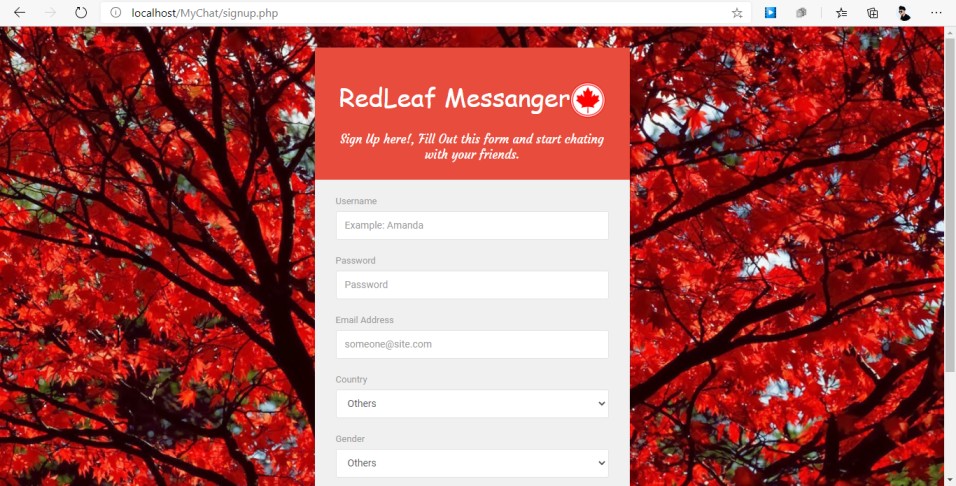 localhost/MyChat/signup.php
RedLeaf Messanger
Sign Up here!, Fill Out this form and start chating
with your friends.
Username
Example: Amanda
Password
Password
Email Address
someone@site.com
Country
Others
Gender
Others